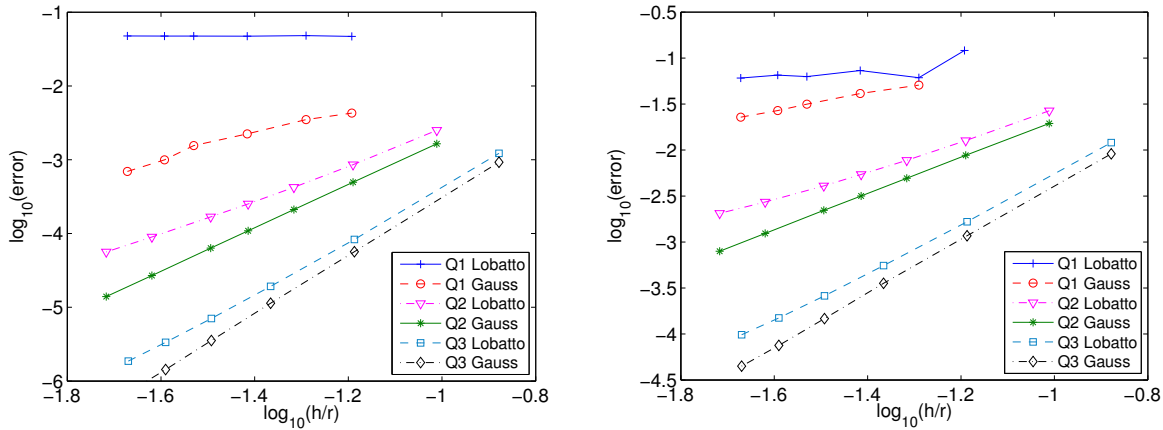 −1
−2
−3
−4
−5
−6
log10(error)
−1.8
−1.6
−1.4
−1.2
−1
−0.8
log10(h/r)
Q1 Lobatto
Q1 Gauss
Q2 Lobatto
Q2 Gauss
Q3 Lobatto
Q3 Gauss
−0.5
−1
−1.5
−2
−2.5
−3
−3.5
−4
−4.5
log10(error)
−1.8
−1.6
−1.4
−1.2
−1
−0.8
log10(h/r)
Q1 Lobatto
Q1 Gauss
Q2 Lobatto
Q2 Gauss
Q3 Lobatto
Q3 Gauss